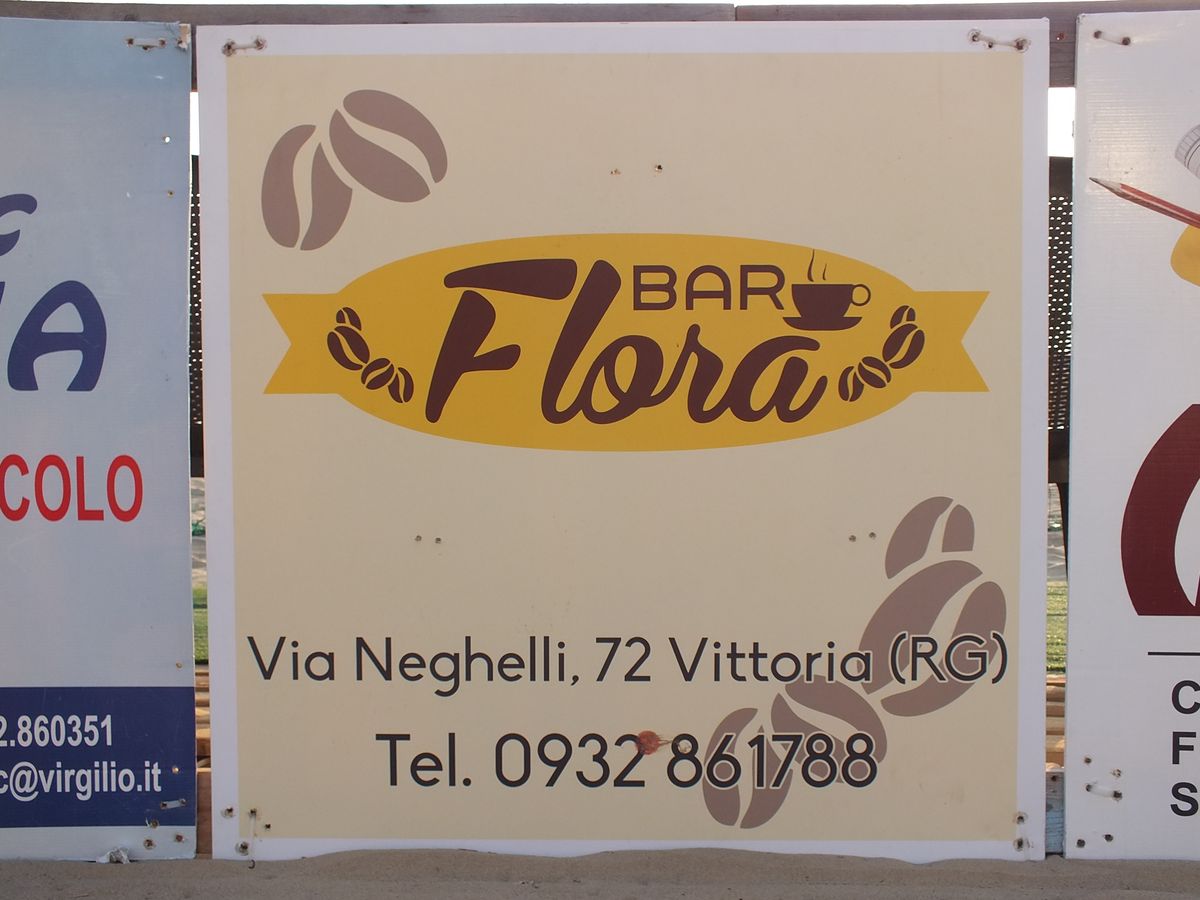 BAR
Flora
Via Neghelli, 72 Vittoria (RG)
Tel. 0932 861788
COLO
2.860351
c@virgilio.it